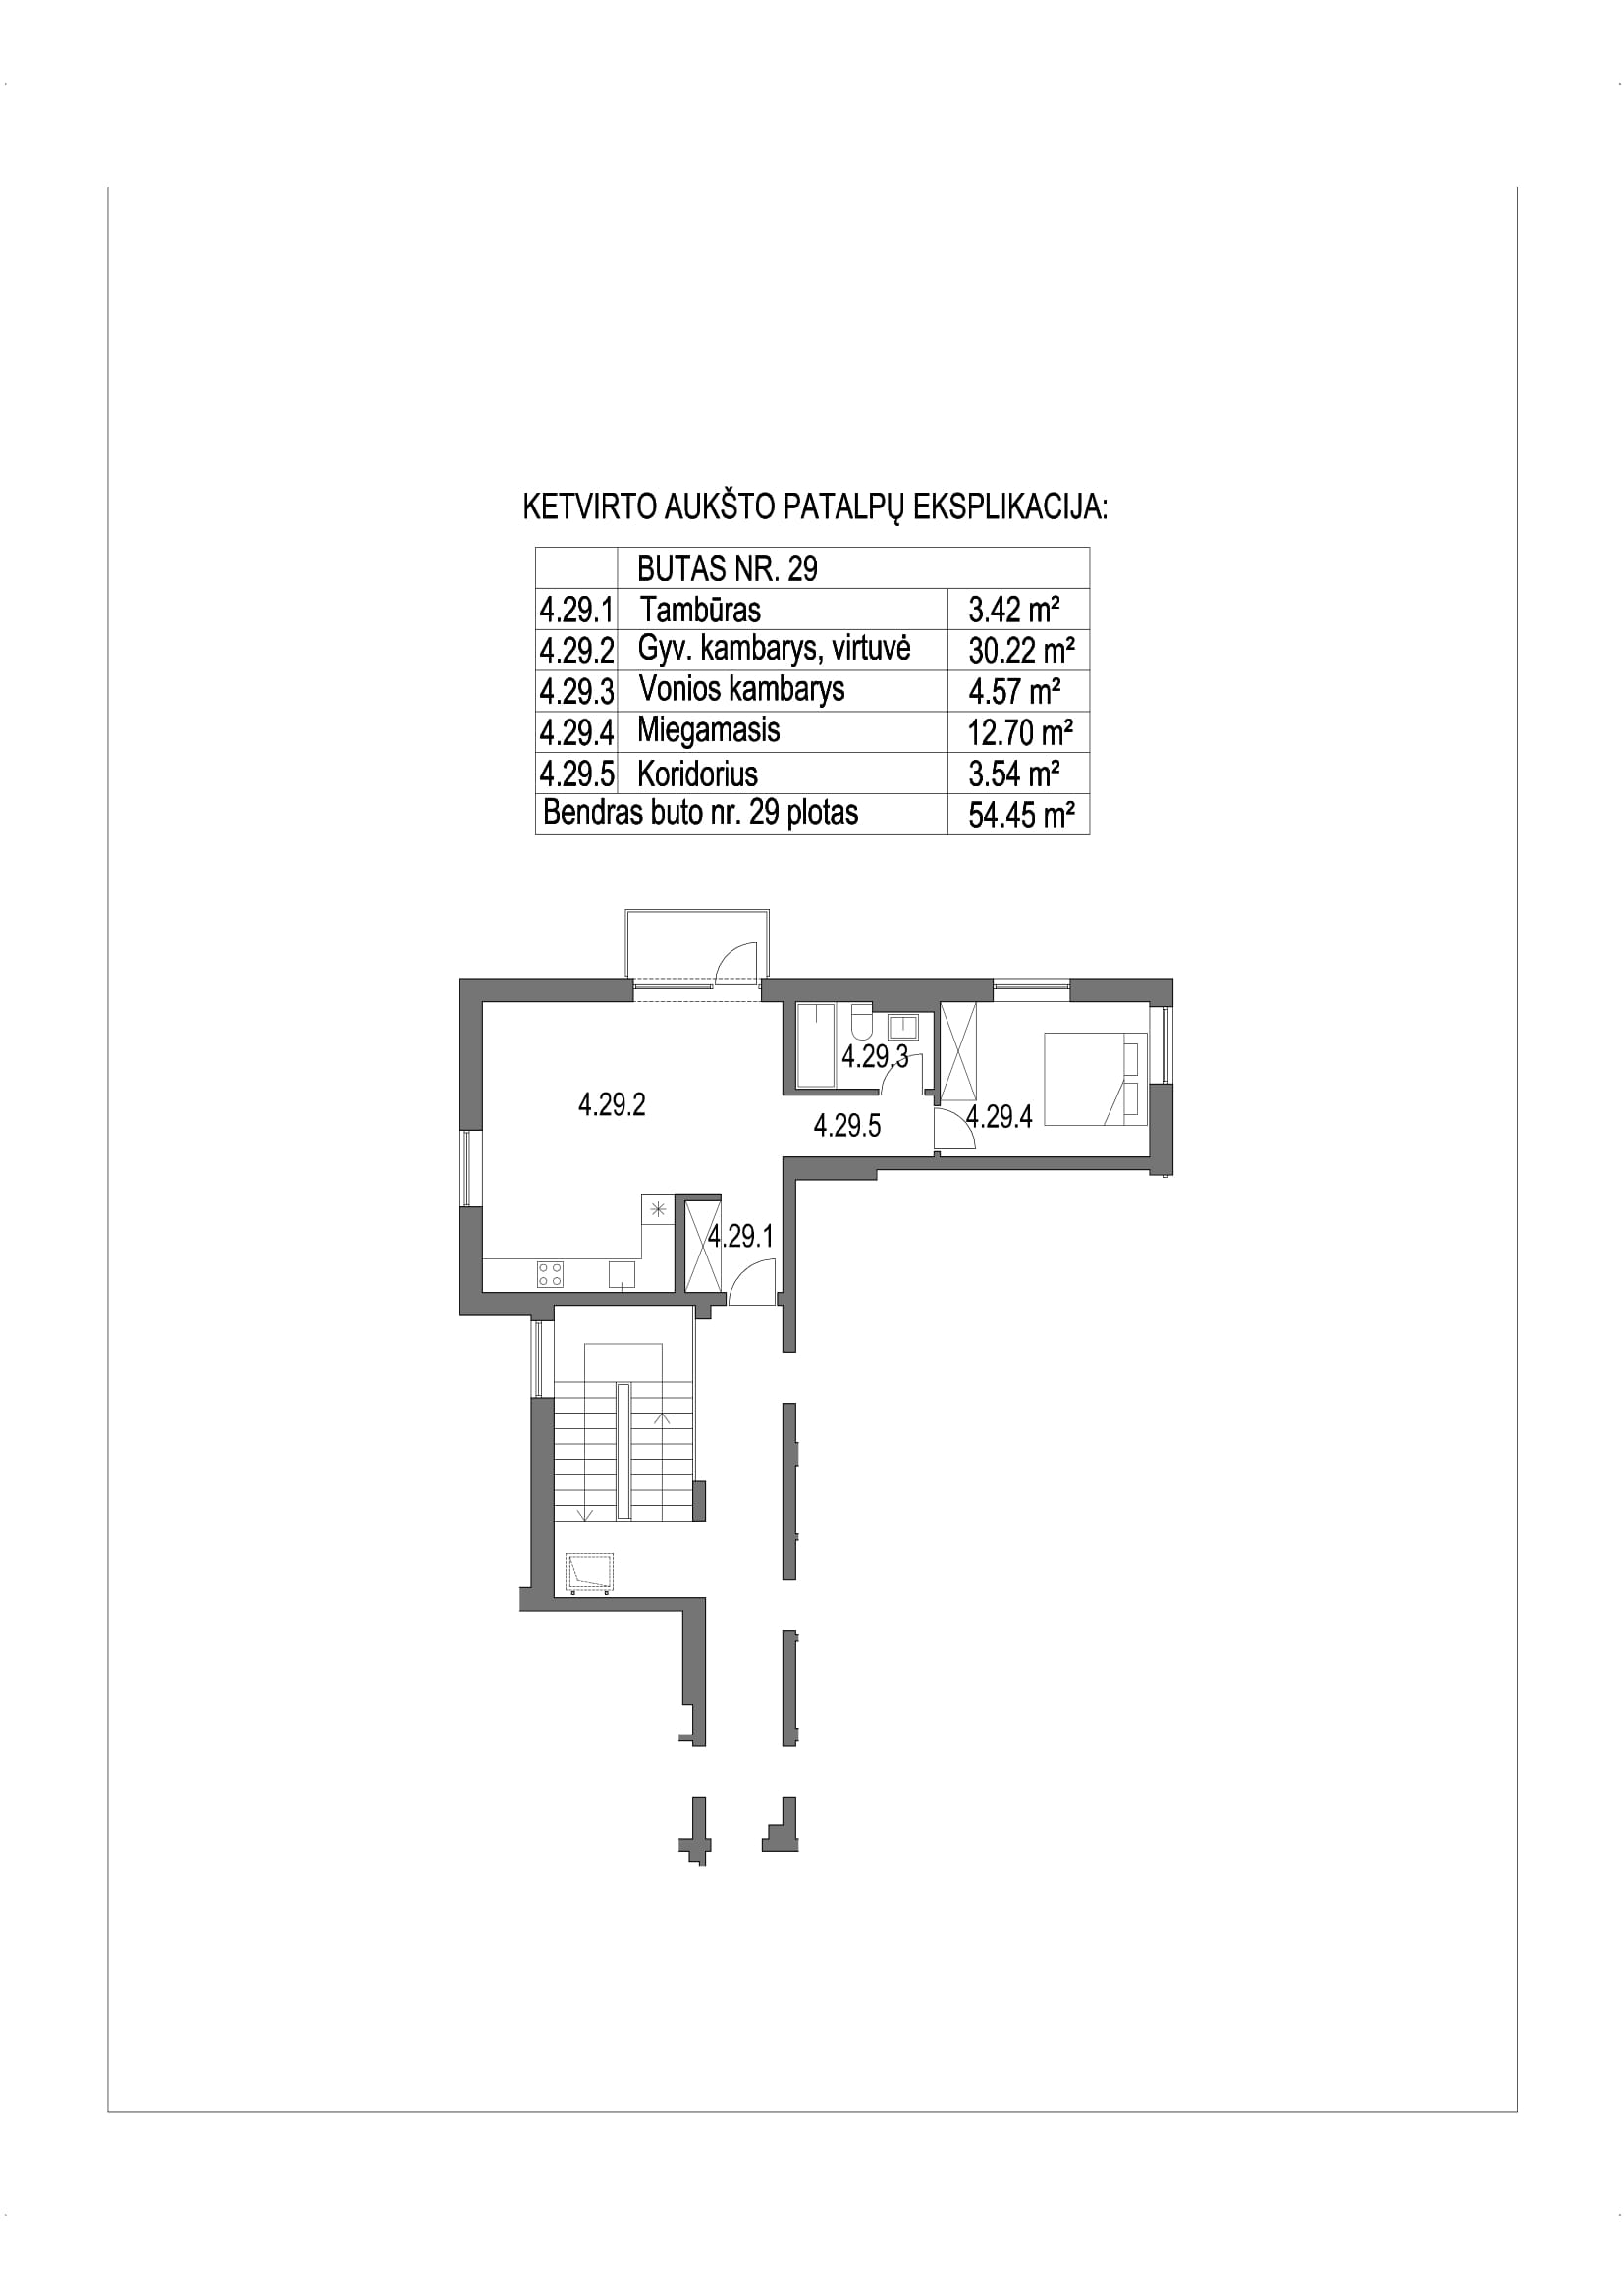 KETVIRTO AUKŠTO PATALPŲ EKSPLIKACIJA:
BUTAS NR. 29
4.29.1 Tambūras 3.42 m²
4.29.2 Gyv. kambarys, virtuvė 30.22 m²
4.29.3 Vonios kambarys 4.57 m²
4.29.4 Miegamasis 12.70 m²
4.29.5 Koridorius 3.54 m²
Bendras buto nr. 29 plotas 54.45 m²
4.29.3
4.29.2
4.29.5
4.29.4
4.29.1